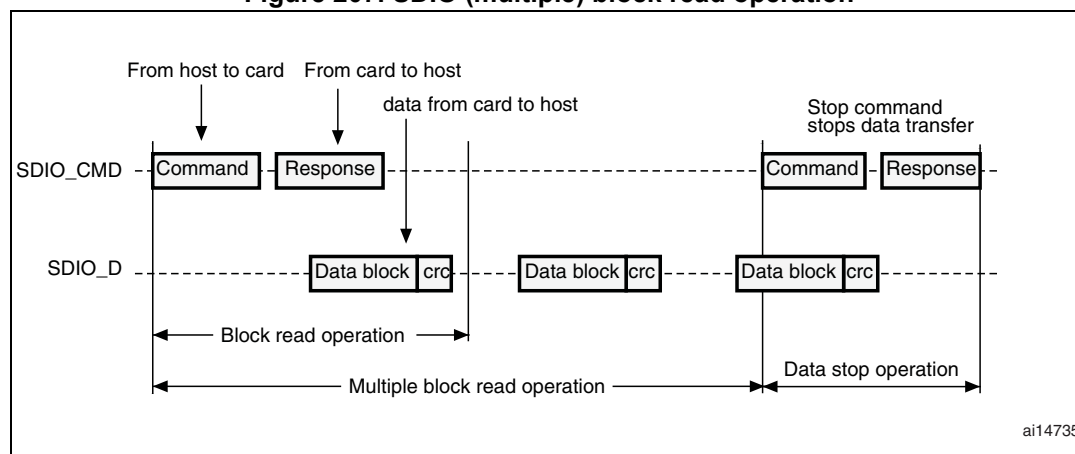 Figure 267. SDIO (multiple) block read operation
From host to card From card to host
data from card to host
Stop command
stops data transfer
SDIO_CMD Command Response Command Response
SDIO_D Data block crc Data block crc Data block crc
Block read operation
Data stop operation
Multiple block read operation
ai14735